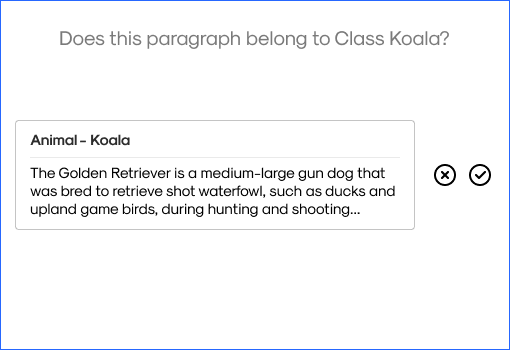 Does this paragraph belong to Class Koala?
Animal - Koala
The Golden Retriever is a medium-large gun dog that
was bred to retrieve shot waterfowl, such as ducks and
upland game birds, during hunting and shooting...